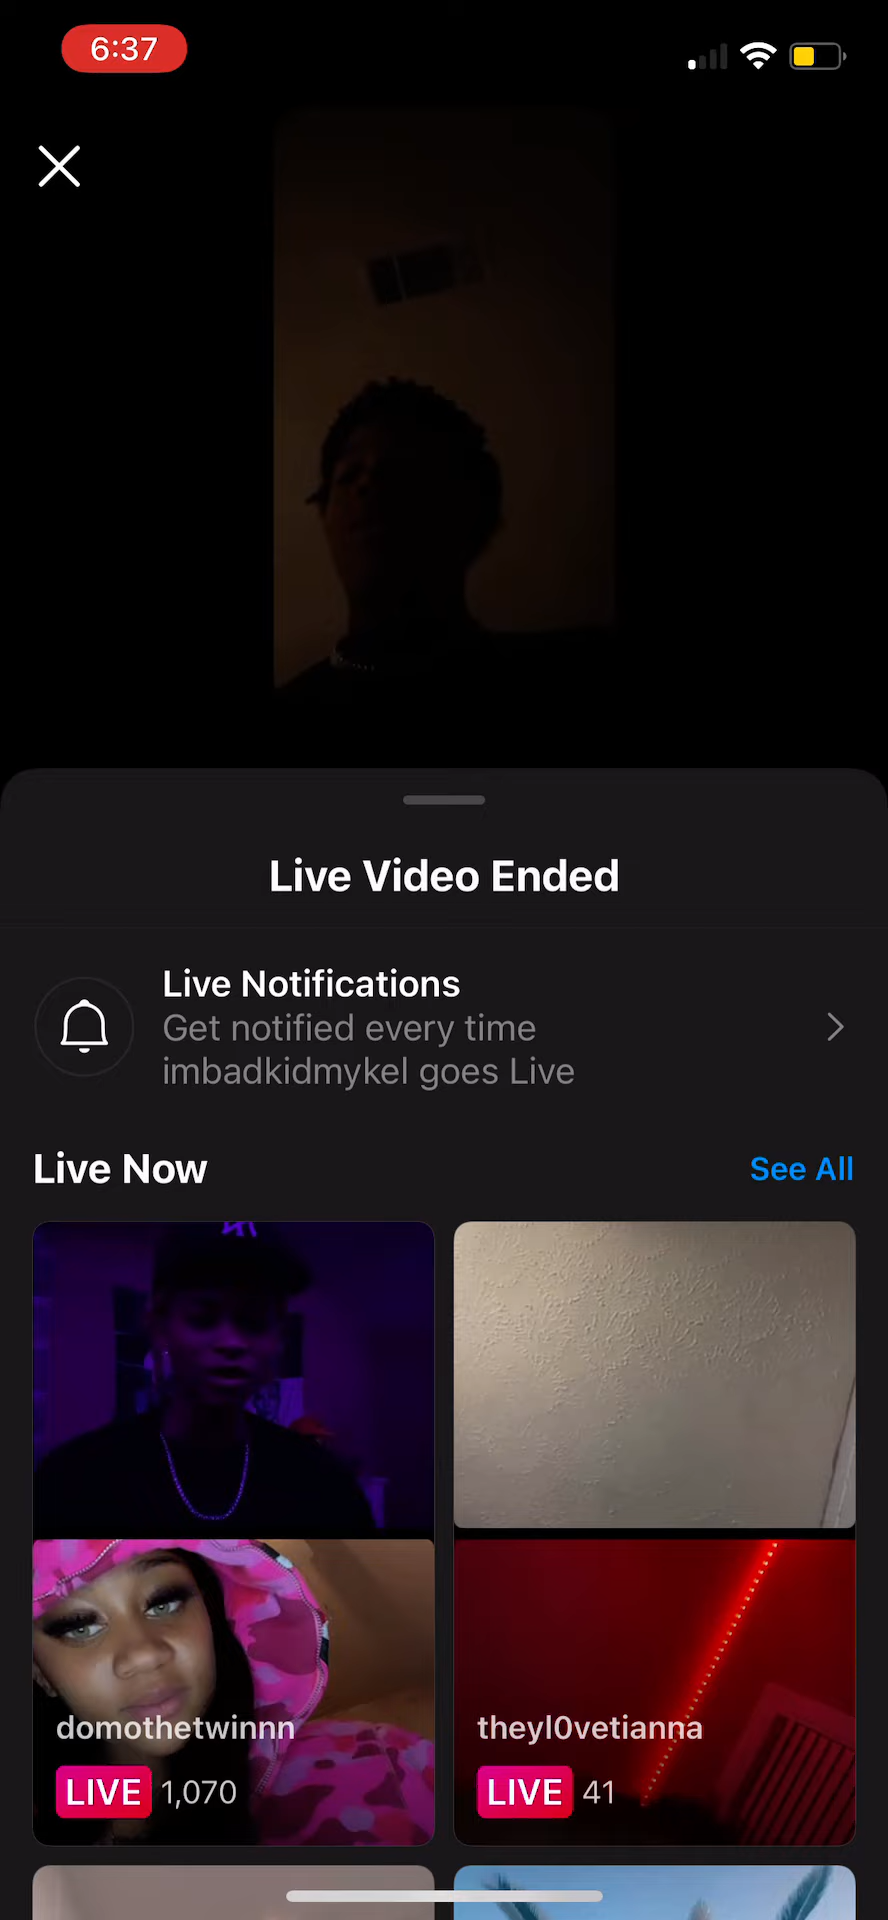 6:37
Live Video Ended
Live Notifications
Get notified every time
imbadkidmykel goes Live
Live Now
See All
domothetwinnn
LIVE 1,070
theyl0vetianna
LIVE 41